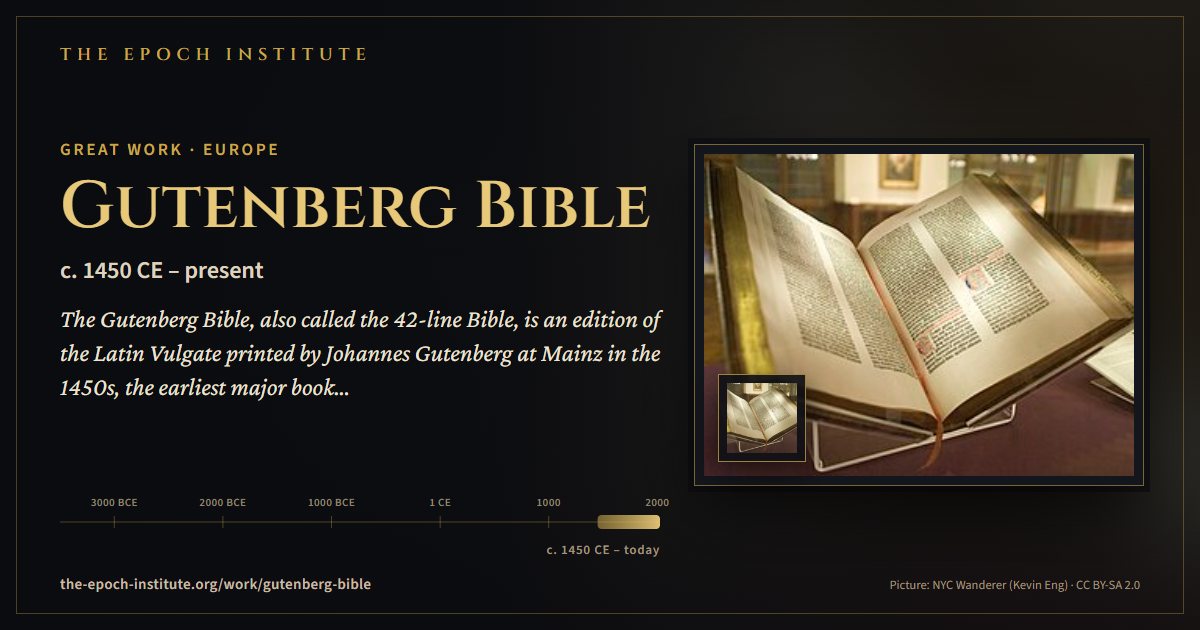 THE EPOCH INSTITUTE
GREAT WORK · EUROPE
GUTENBERG BIBLE
c. 1450 CE – present
The Gutenberg Bible, also called the 42-line Bible, is an edition of
the Latin Vulgate printed by Johannes Gutenberg at Mainz in the
1450s, the earliest major book...
3000 BCE 2000 BCE 1000 BCE 1 CE 1000 2000
c. 1450 CE – today
the-epoch-institute.org/work/gutenberg-bible
Picture: NYC Wanderer (Kevin Eng) · CC BY-SA 2.0